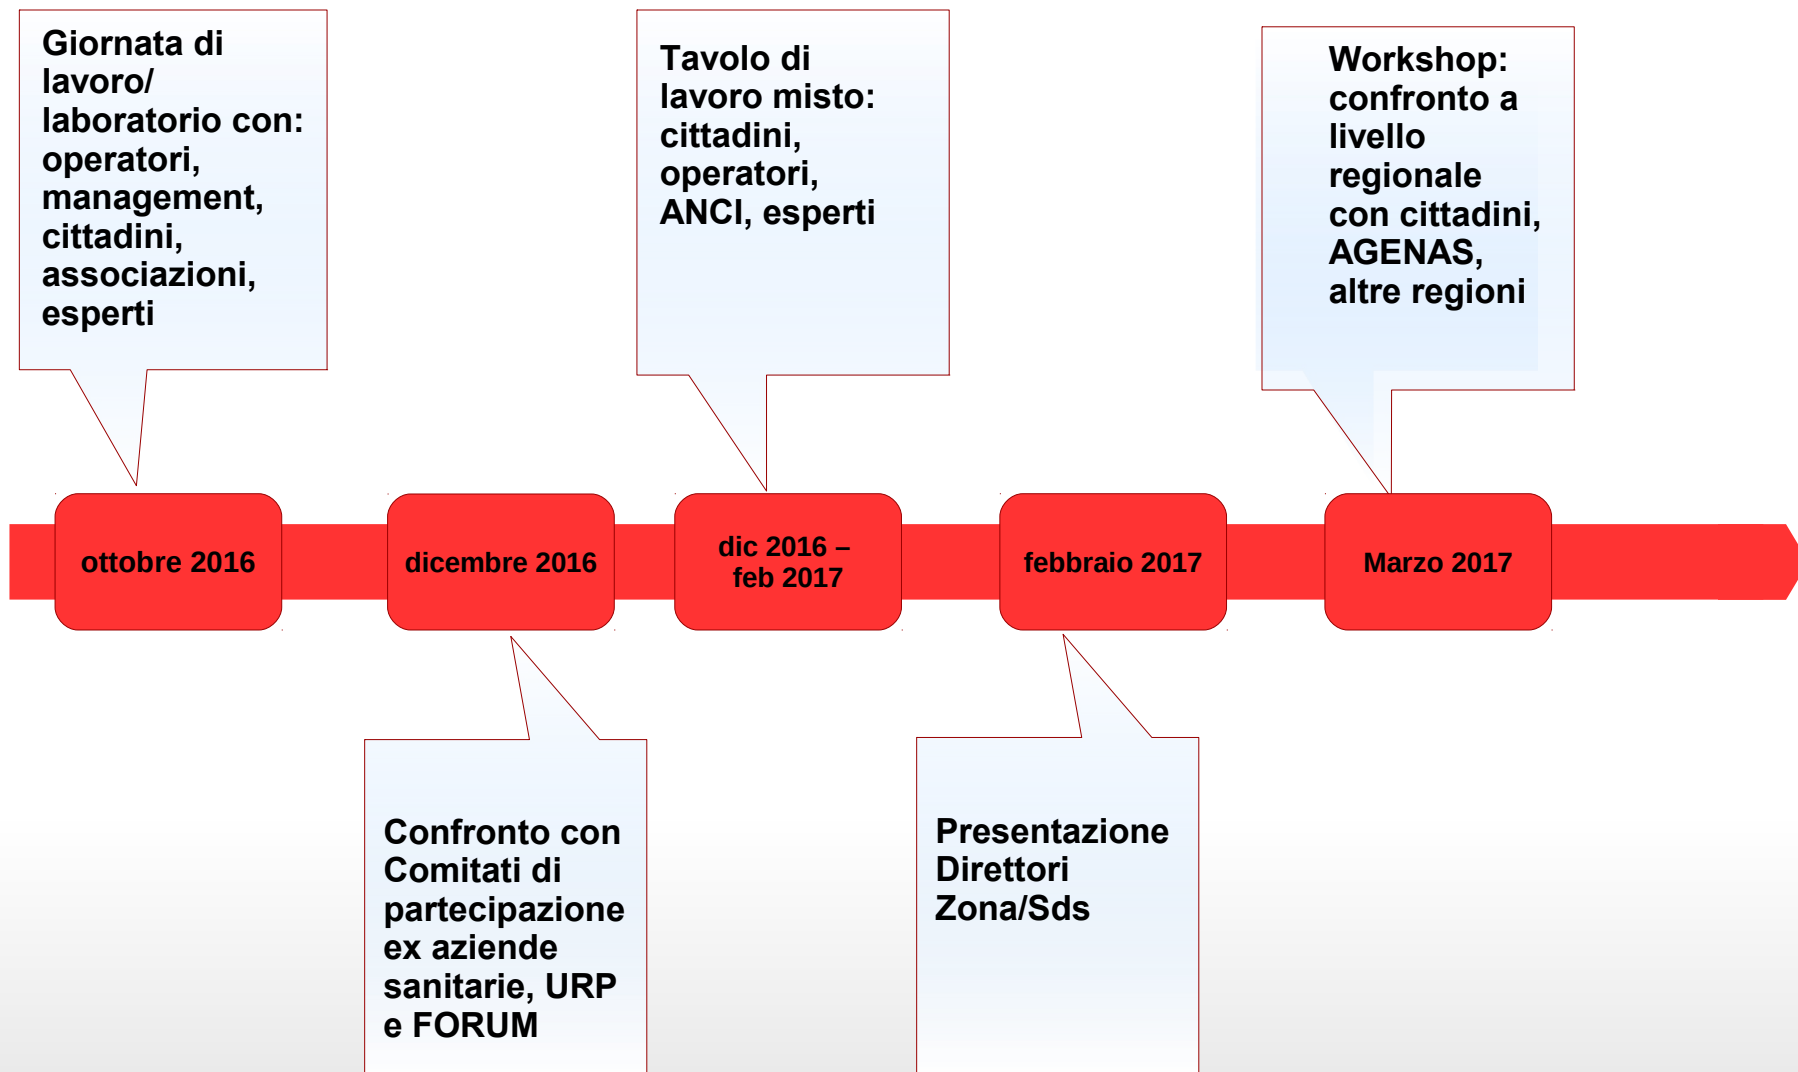 Giornata di
lavoro/
laboratorio con:
operatori,
management,
cittadini,
associazioni,
esperti
Tavolo di
lavoro misto:
cittadini,
operatori,
ANCI, esperti
Workshop:
confronto a
livello
regionale
con cittadini,
AGENAS,
altre regioni
ottobre 2016
dicembre 2016
dic 2016 –
feb 2017
febbraio 2017
Marzo 2017
Confronto con
Comitati di
partecipazione
ex aziende
sanitarie, URP
e FORUM
Presentazione
Direttori
Zona/Sds